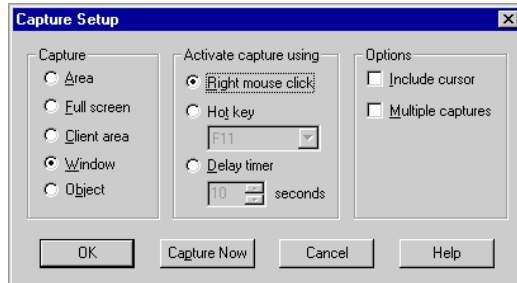 Capture Setup
Capture
Area
Full screen
Client area
Window
Object
Activate capture using
Right mouse click
Hot key
F11
Delay timer
10 seconds
Options
Include cursor
Multiple captures
OK
Capture Now
Cancel
Help